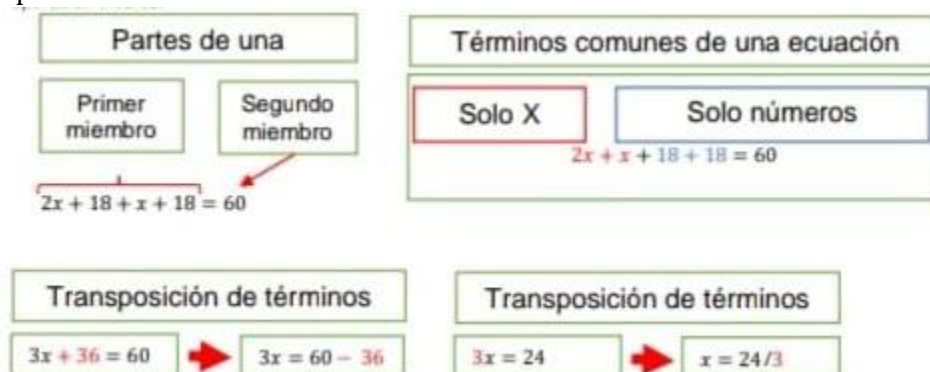 Partes de una
Primer
miembro
Segundo
miembro
2x + 18 + x + 18 = 60
Términos comunes de una ecuación
Solo X
Solo números
2x + x + 18 + 18 = 60
Transposición de términos
3x + 36 = 60
3x = 60 − 36
Transposición de términos
3x = 24
x = 24/3